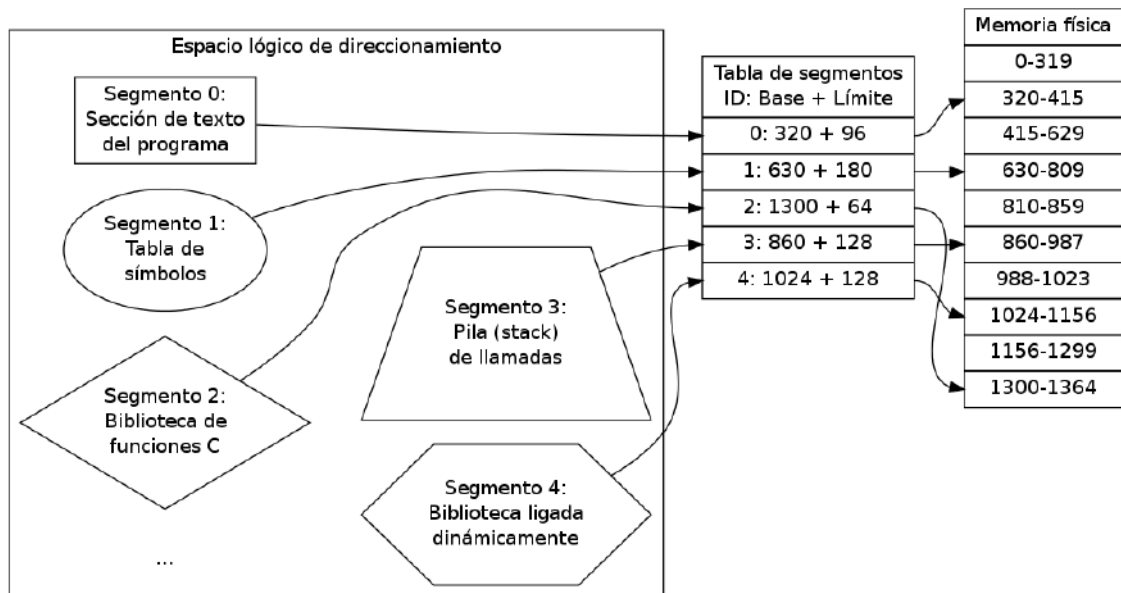 Espacio lógico de direccionamiento
Segmento 0:
Sección de texto
del programa
Segmento 1:
Tabla de
símbolos
Segmento 2:
Biblioteca de
funciones C
...
Segmento 3:
Pila (stack)
de llamadas
Segmento 4:
Biblioteca ligada
dinámicamente
Tabla de segmentos
ID: Base + Límite
0: 320 + 96
1: 630 + 180
2: 1300 + 64
3: 860 + 128
4: 1024 + 128
Memoria física
0-319
320-415
415-629
630-809
810-859
860-987
988-1023
1024-1156
1156-1299
1300-1364